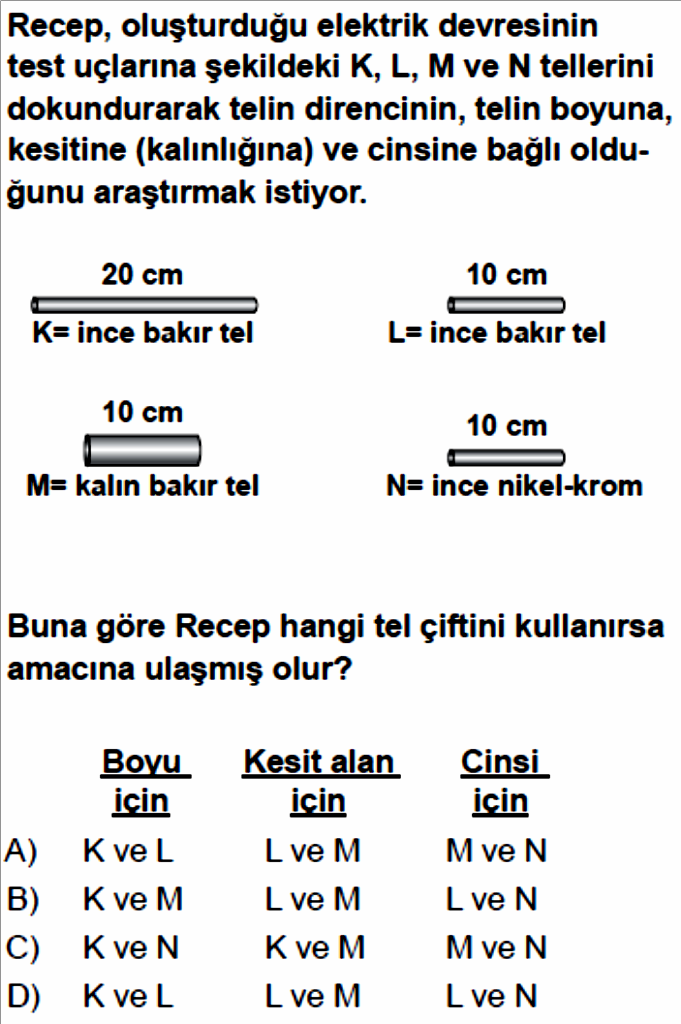 Recep, oluşturduğu elektrik devresinin
test uçlarına şekildeki K, L, M ve N tellerini
dokundurarak telin direncinin, telin boyuna,
kesitine (kalınlığına) ve cinsine bağlı oldu-
ğunu araştırmak istiyor.
20 cm 10 cm
K= ince bakır tel L= ince bakır tel
10 cm 10 cm
M= kalın bakır tel N= ince nikel-krom
Buna göre Recep hangi tel çiftini kullanırsa
amacına ulaşmış olur?
Boyu Kesit alan Cinsi
için için için
A) K ve L L ve M M ve N
B) K ve M L ve M L ve N
C) K ve N K ve M M ve N
D) K ve L L ve M L ve N